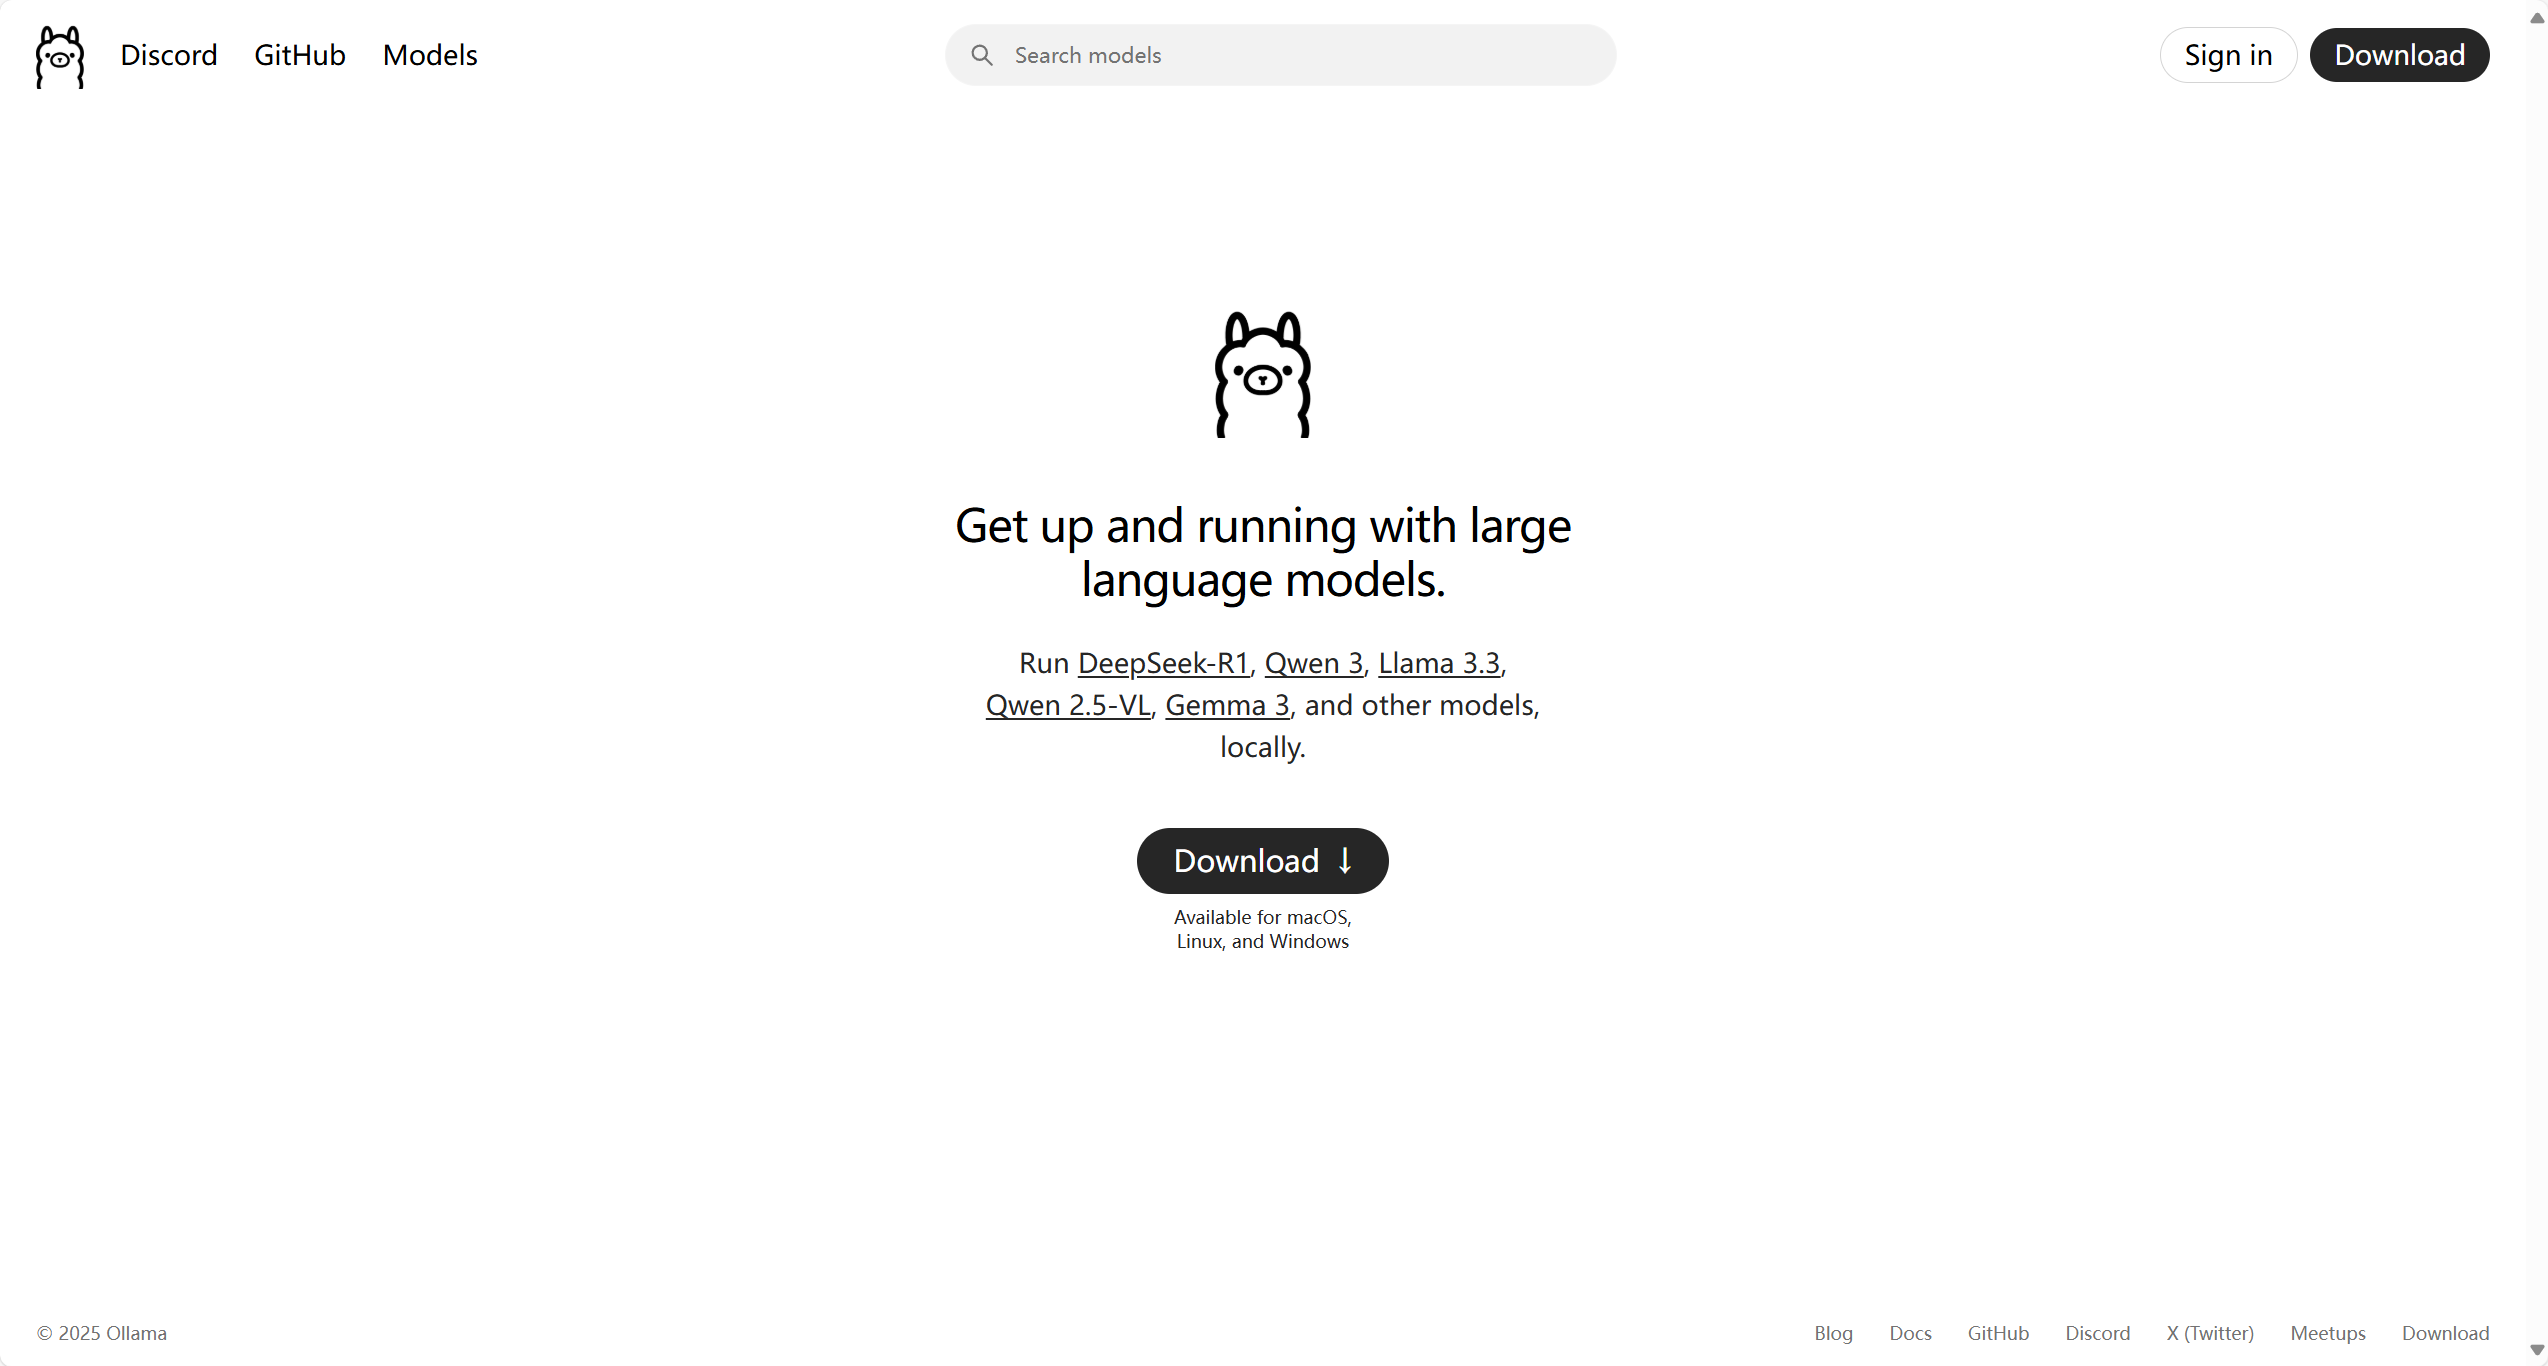 Discord GitHub Models Search models Sign in Download
Get up and running with large
language models.
Run DeepSeek-R1, Qwen 3, Llama 3.3,
Qwen 2.5-VL, Gemma 3, and other models,
locally.
Download ↓
Available for macOS,
Linux, and Windows
© 2025 Ollama Blog Docs GitHub Discord X (Twitter) Meetups Download